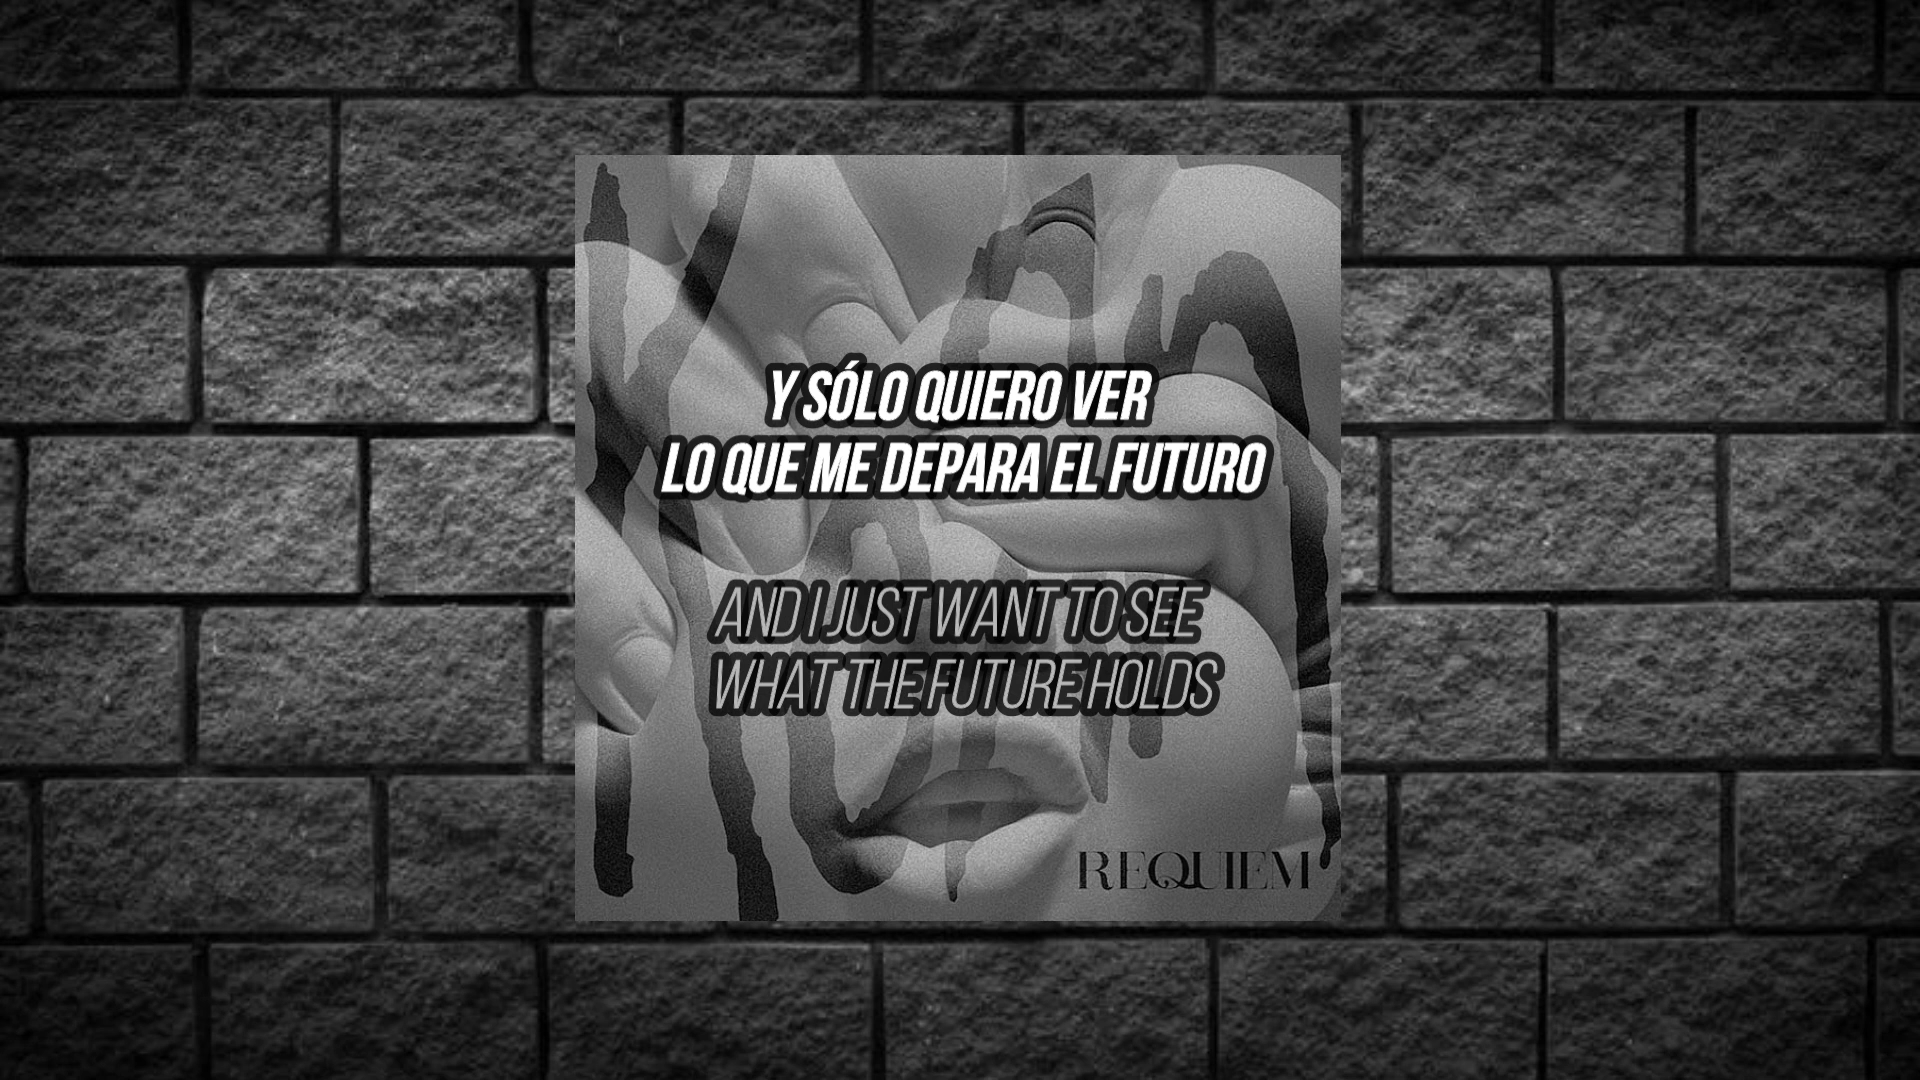 Y SÓLO QUIERO VER
LO QUE ME DEPARA EL FUTURO
AND I JUST WANT TO SEE
WHAT THE FUTURE HOLDS
REQUIEM